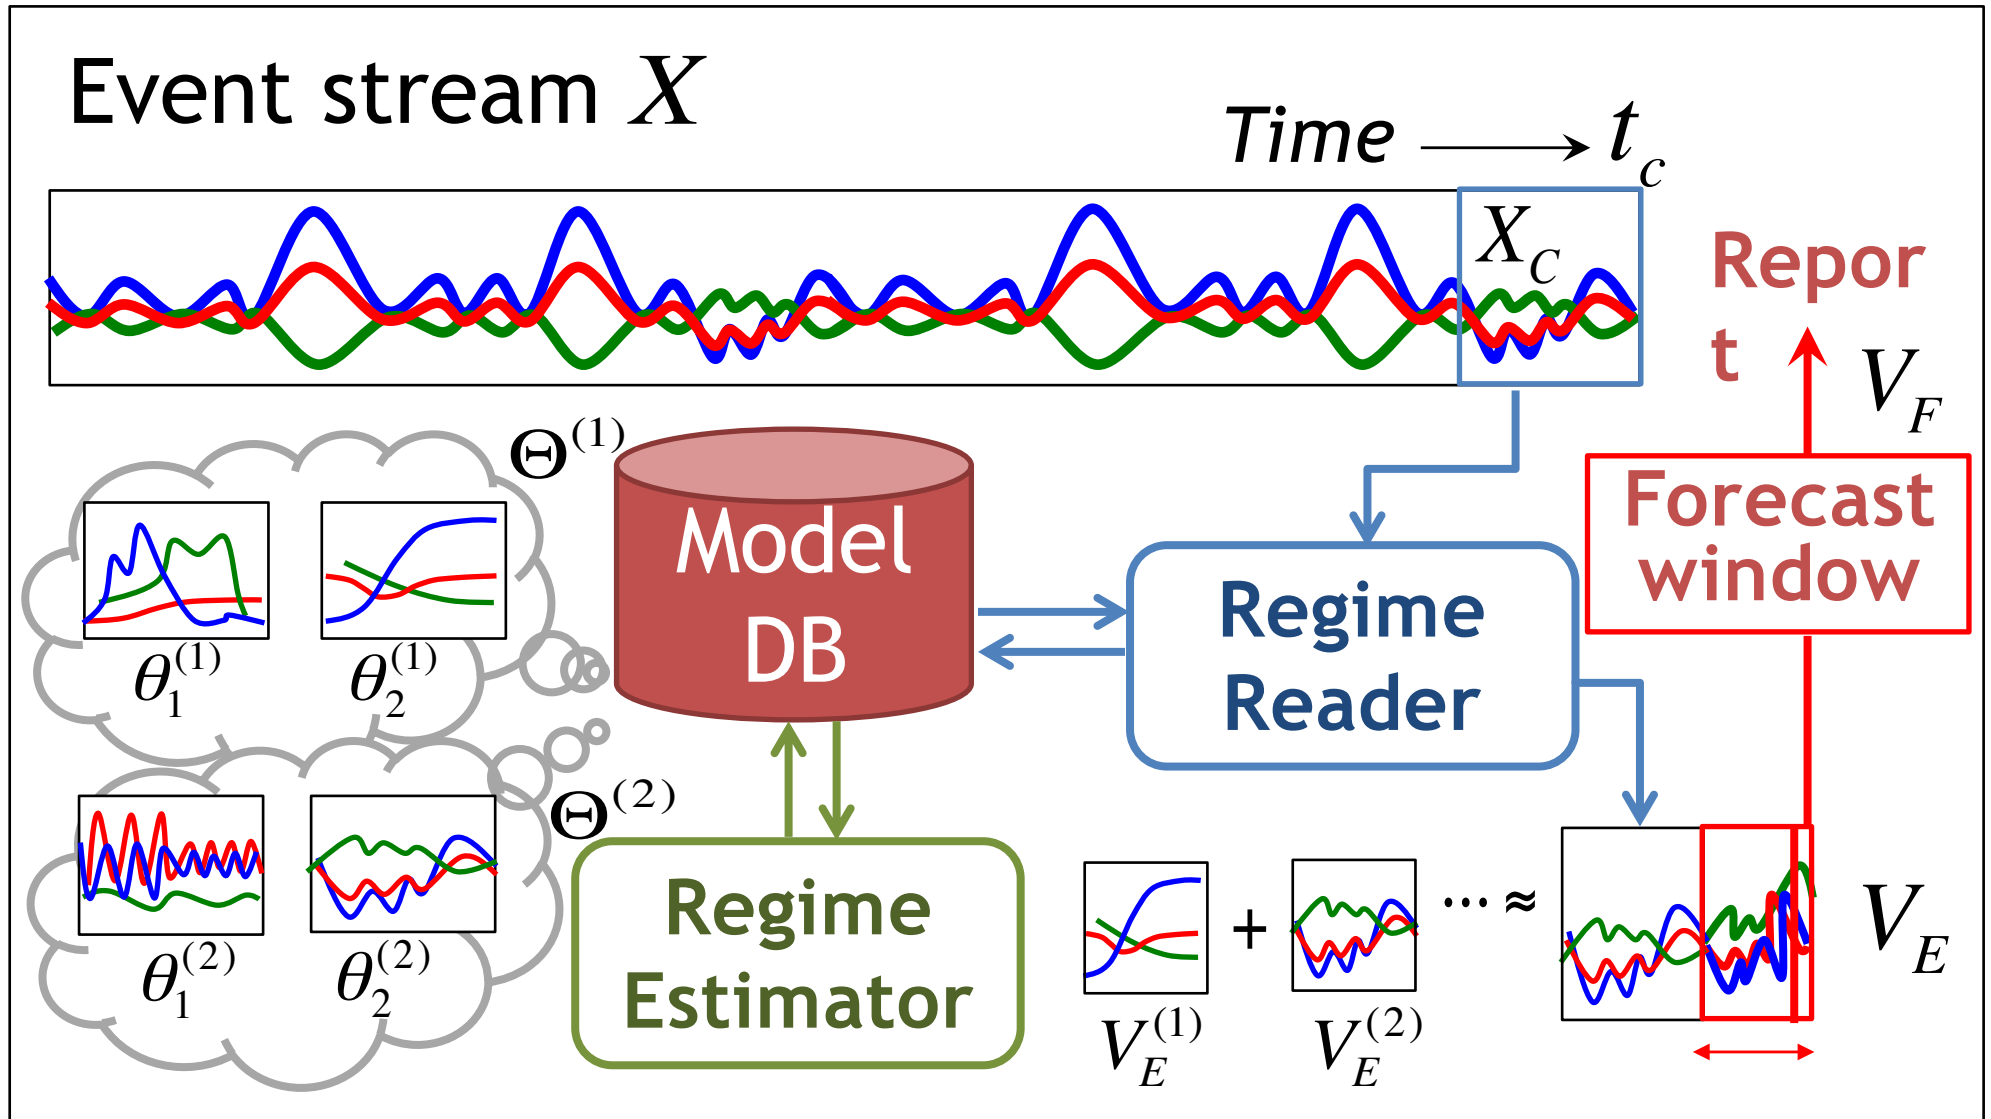 Event stream X
Time → t_c
X_C
Repor
t
V_F
Θ^(1)
Model
DB
Forecast
window
θ_1^(1)
θ_2^(1)
Regime
Reader
Θ^(2)
θ_1^(2)
θ_2^(2)
Regime
Estimator
+
... ≈
V_E
V_E^(1)
V_E^(2)